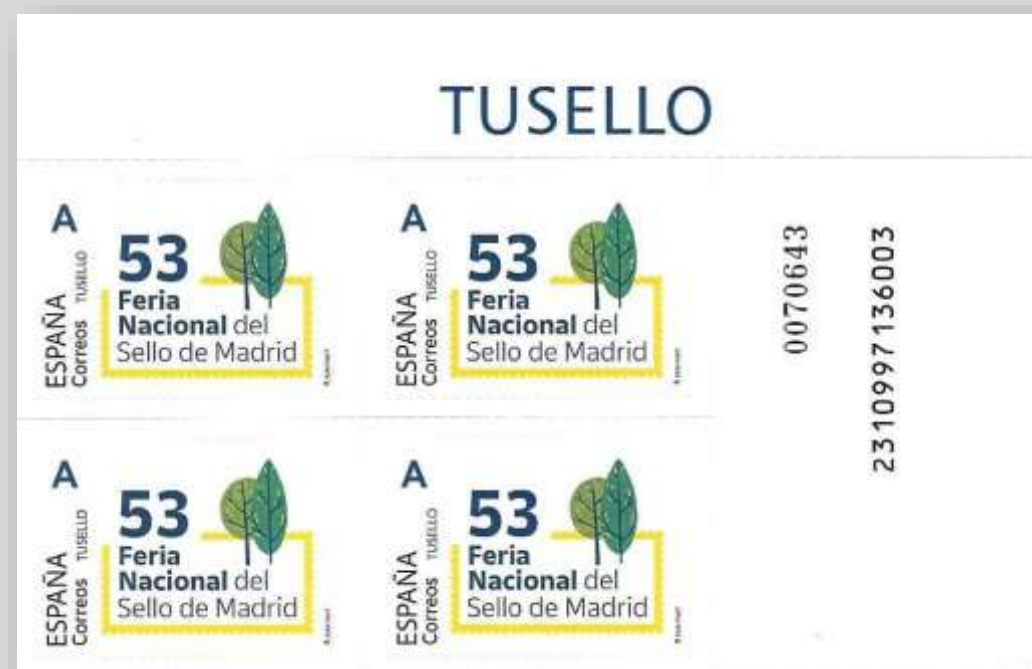 TUSELLO
A
ESPAÑA
Correos TUSELLO
53
Feria
Nacional del
Sello de Madrid
A
ESPAÑA
Correos TUSELLO
53
Feria
Nacional del
Sello de Madrid
0070643
2310997136003
A
ESPAÑA
Correos TUSELLO
53
Feria
Nacional del
Sello de Madrid
A
ESPAÑA
Correos TUSELLO
53
Feria
Nacional del
Sello de Madrid